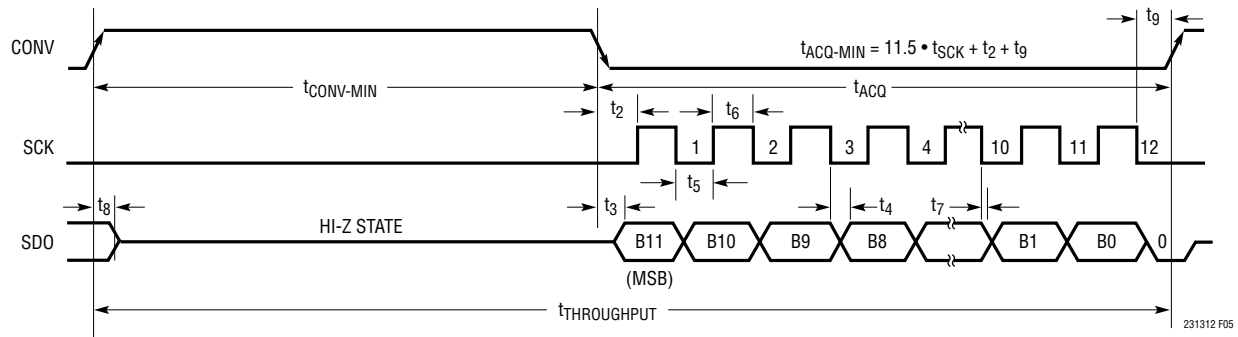 t9
CONV
tACQ-MIN = 11.5 • tSCK + t2 + t9
tCONV-MIN
tACQ
t2
t6
SCK
1
2
3
4
10
11
12
t5
t8
t3
t4
t7
SDO
HI-Z STATE
B11
B10
B9
B8
B1
B0
0
(MSB)
tTHROUGHPUT
231312 F05